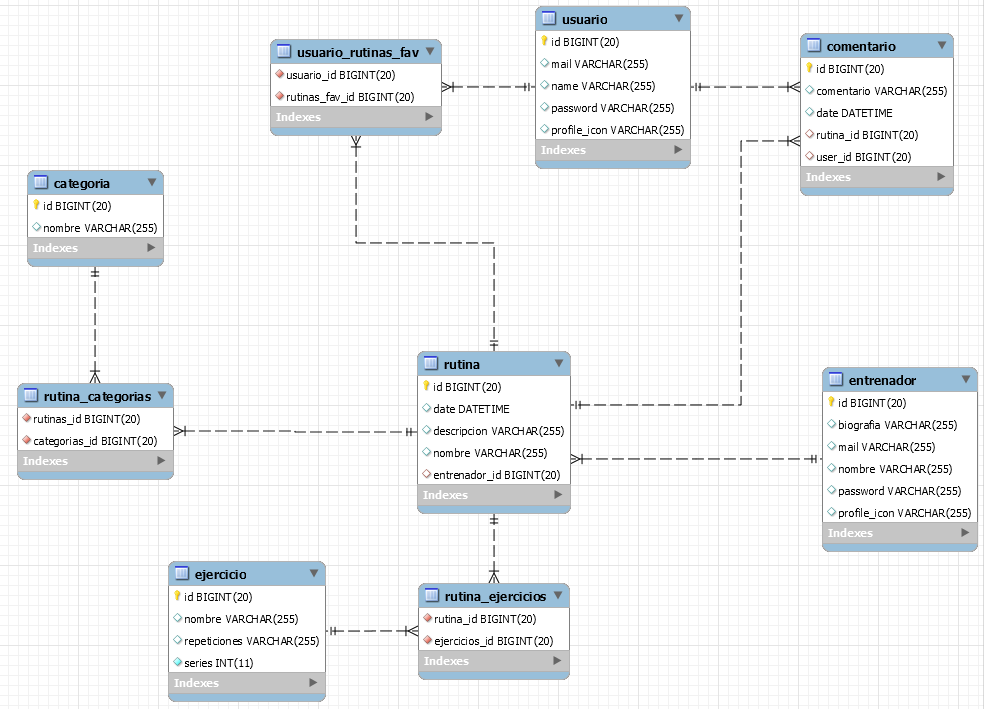 usuario
id BIGINT(20)
mail VARCHAR(255)
name VARCHAR(255)
password VARCHAR(255)
profile_icon VARCHAR(255)
Indexes
usuario_rutinas_fav
usuario_id BIGINT(20)
rutinas_fav_id BIGINT(20)
Indexes
comentario
id BIGINT(20)
comentario VARCHAR(255)
date DATETIME
rutina_id BIGINT(20)
user_id BIGINT(20)
Indexes
categoria
id BIGINT(20)
nombre VARCHAR(255)
Indexes
rutina
id BIGINT(20)
date DATETIME
descripcion VARCHAR(255)
nombre VARCHAR(255)
entrenador_id BIGINT(20)
Indexes
entrenador
id BIGINT(20)
biografia VARCHAR(255)
mail VARCHAR(255)
nombre VARCHAR(255)
password VARCHAR(255)
profile_icon VARCHAR(255)
Indexes
rutina_categorias
rutinas_id BIGINT(20)
categorias_id BIGINT(20)
Indexes
ejercicio
id BIGINT(20)
nombre VARCHAR(255)
repeticiones VARCHAR(255)
series INT(11)
Indexes
rutina_ejercicios
rutina_id BIGINT(20)
ejercicios_id BIGINT(20)
Indexes